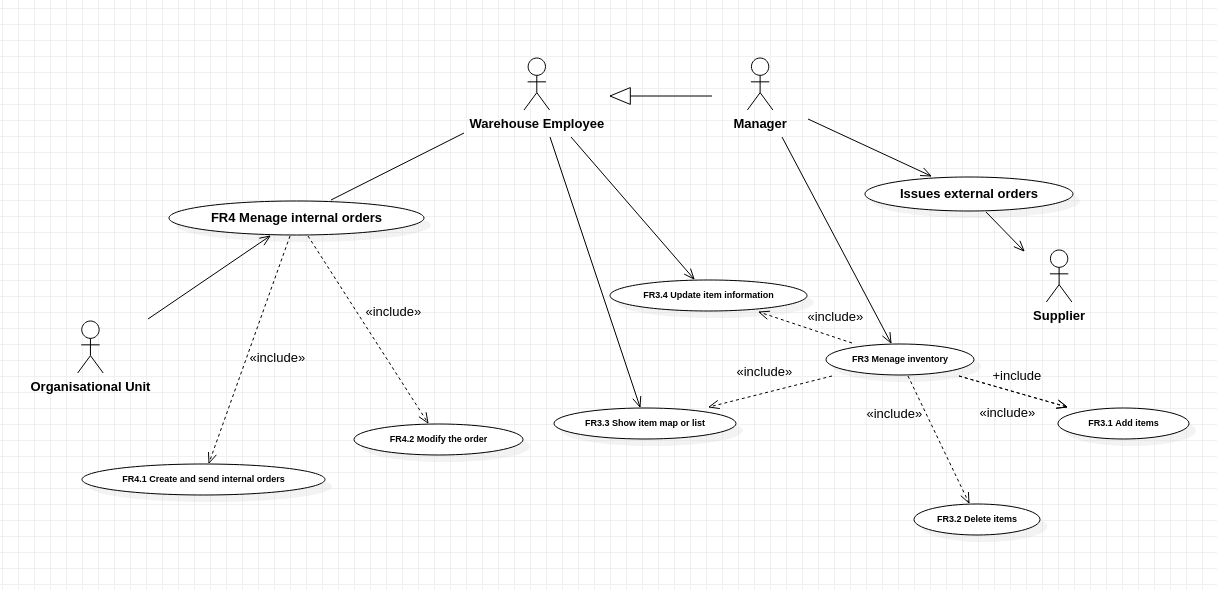 Warehouse Employee
Manager
Issues external orders
FR4 Menage internal orders
Supplier
FR3.4 Update item information
«include»
«include»
FR3 Menage inventory
Organisational Unit
«include»
«include»
+include
«include»
«include»
FR3.3 Show item map or list
FR3.1 Add items
FR4.2 Modify the order
FR4.1 Create and send internal orders
FR3.2 Delete items